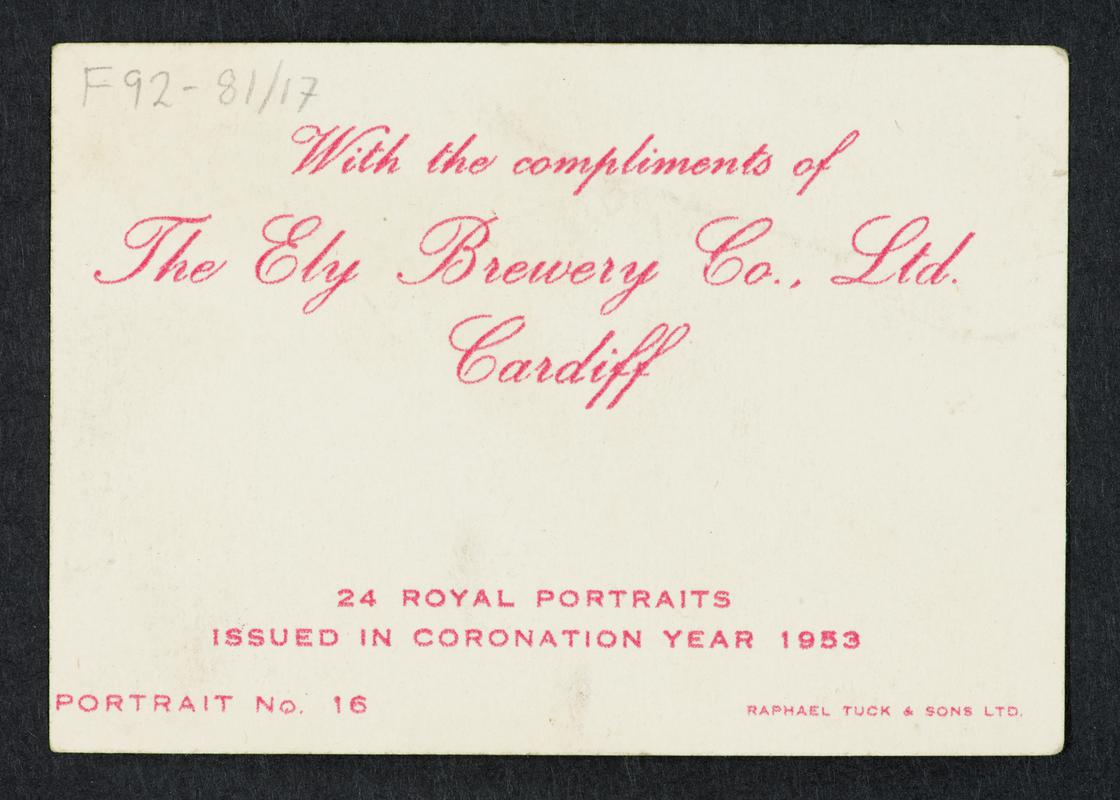 F92-81/17
With the compliments of
The Ely Brewery Co., Ltd.
Cardiff
24 ROYAL PORTRAITS
ISSUED IN CORONATION YEAR 1953
PORTRAIT No. 16
RAPHAEL TUCK & SONS LTD.